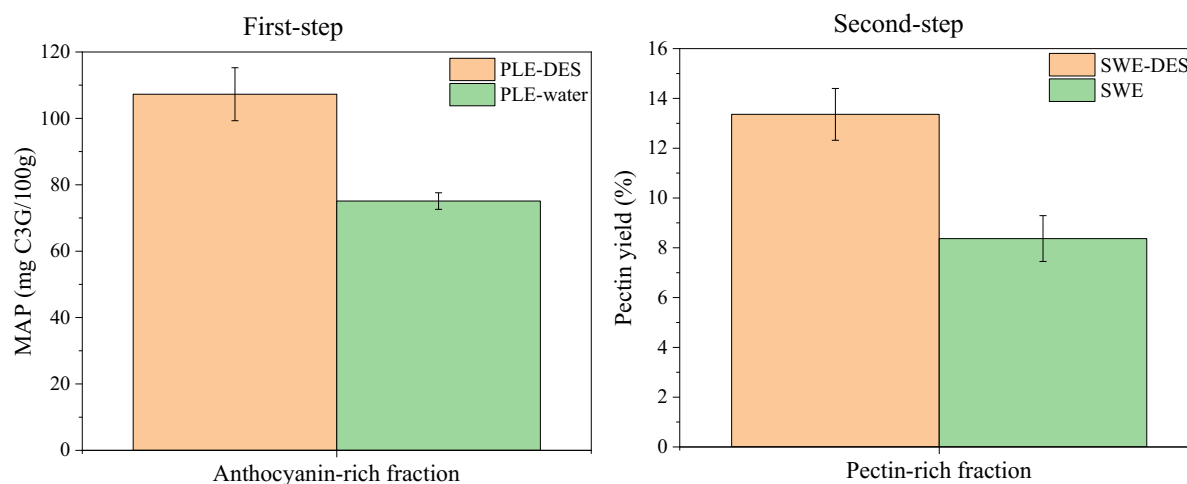 First-step
MAP (mg C3G/100g)
120
100
80
60
40
20
0
PLE-DES
PLE-water
Anthocyanin-rich fraction
Second-step
Pectin yield (%)
16
14
12
10
8
6
4
2
0
SWE-DES
SWE
Pectin-rich fraction